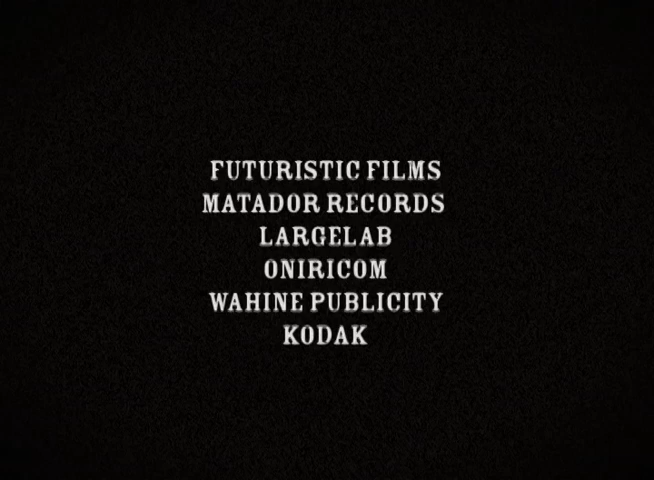 FUTURISTIC FILMS
MATADOR RECORDS
LARGELAB
ONIRICOM
WAHINE PUBLICITY
KODAK